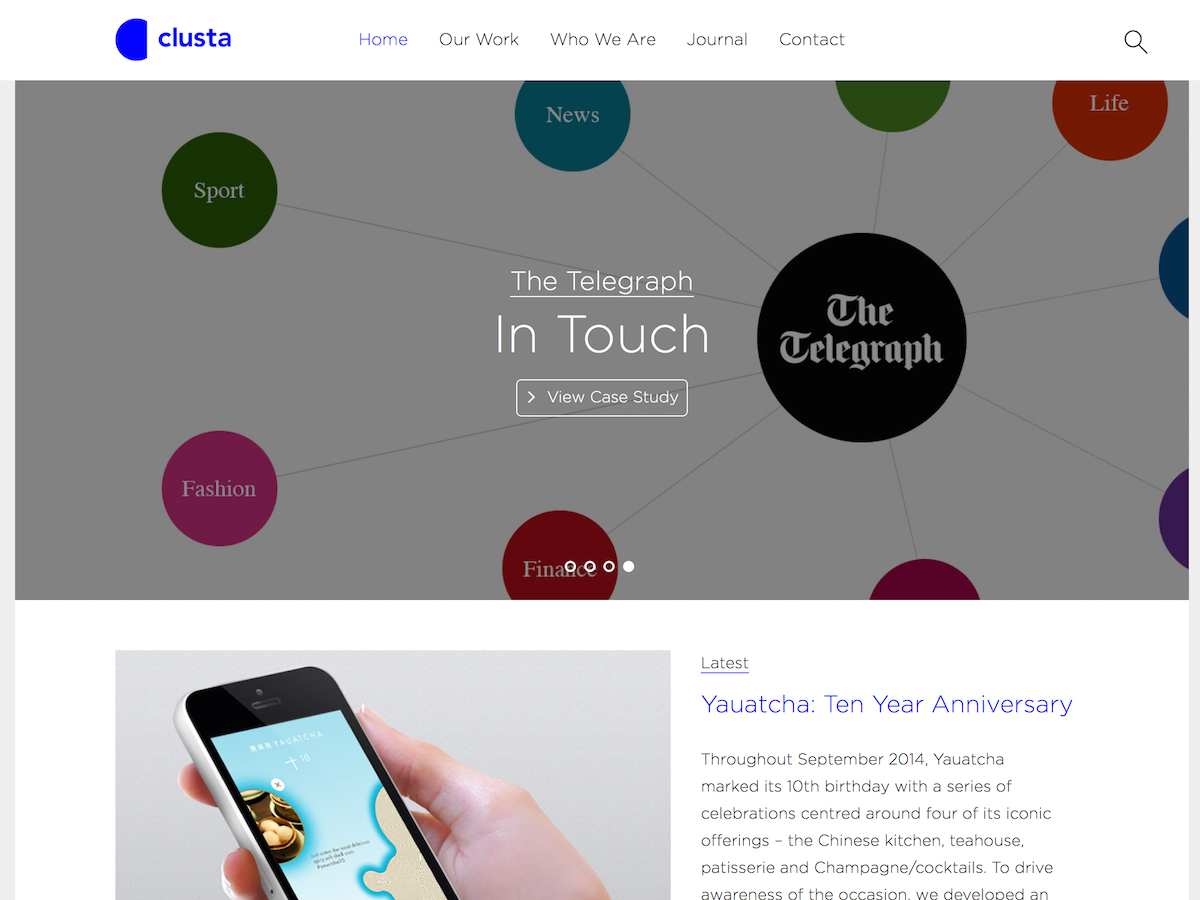 clusta
Home
Our Work
Who We Are
Journal
Contact
News
Life
Sport
The Telegraph
In Touch
View Case Study
The
Telegraph
Fashion
Finance
Latest
Yauatcha: Ten Year Anniversary
Throughout September 2014, Yauatcha
marked its 10th birthday with a series of
celebrations centred around four of its iconic
offerings – the Chinese kitchen, teahouse,
patisserie and Champagne/cocktails. To drive
awareness of the occasion, we developed an
YAUATCHA
10